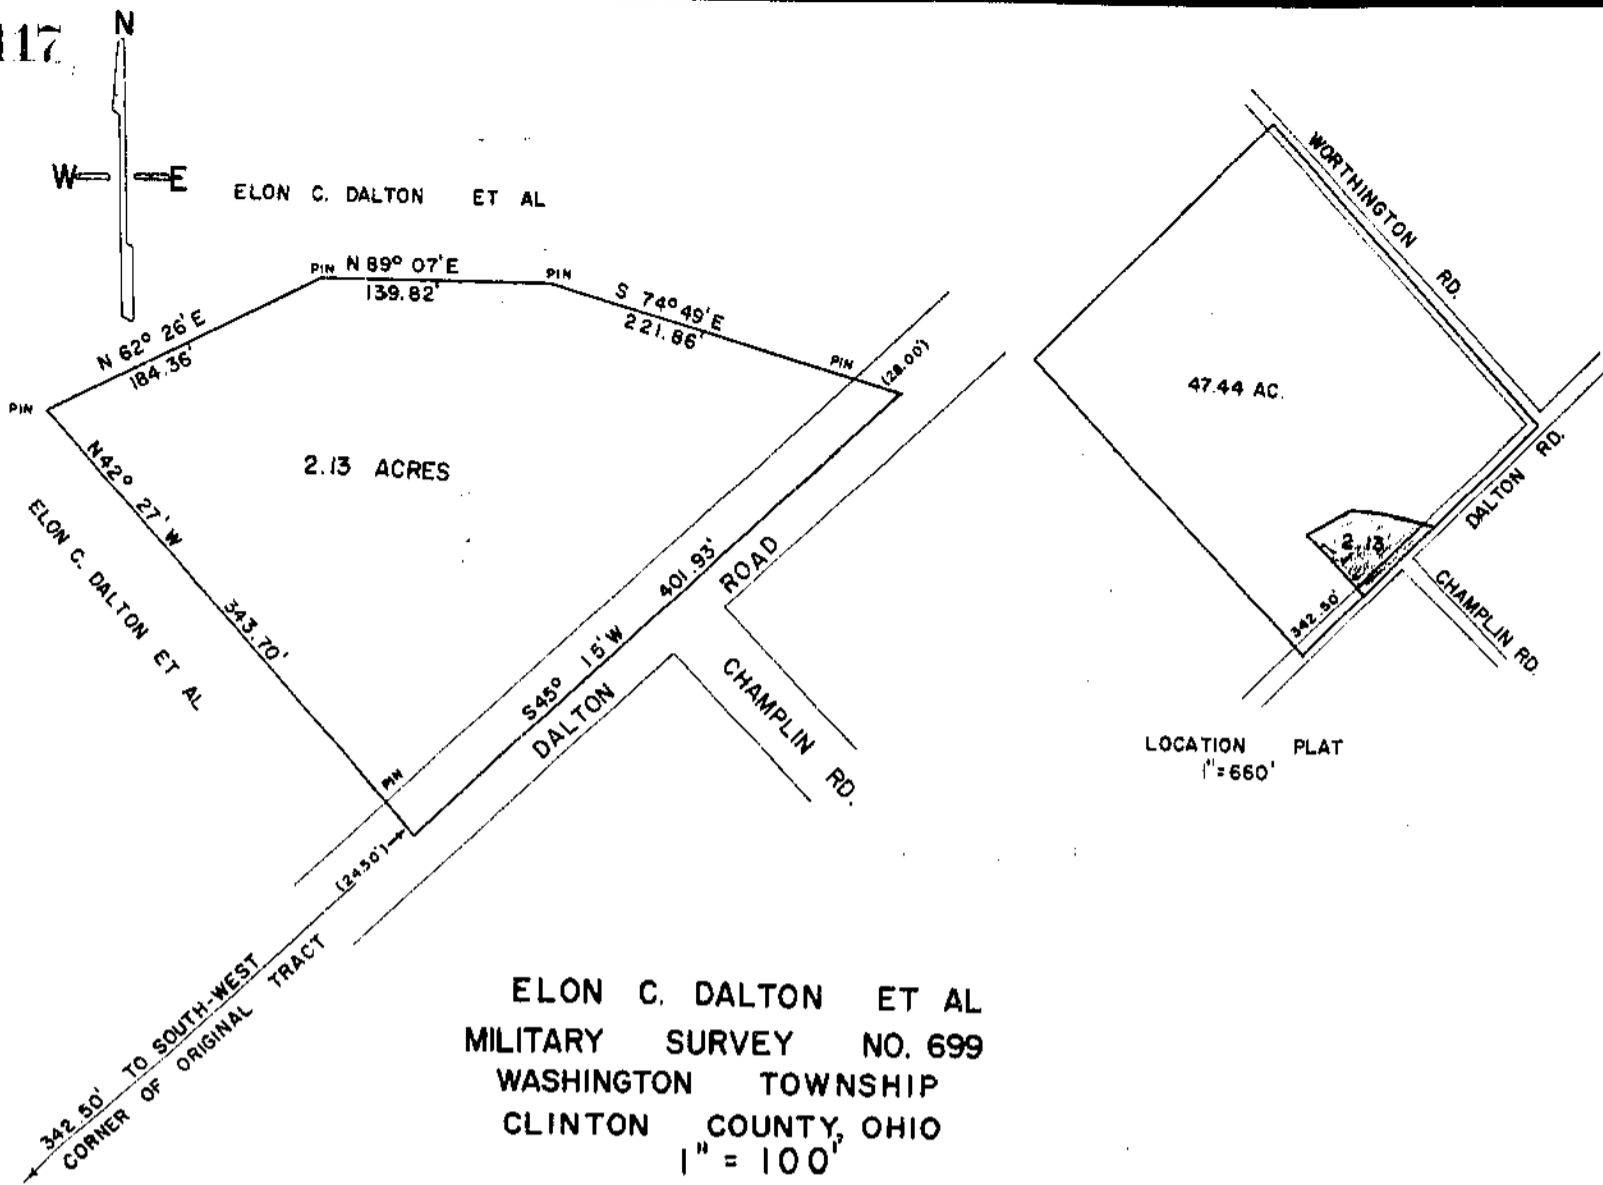 117
N
W E
ELON C. DALTON ET AL
PIN N 89° 07' E PIN
139.82'
S 74° 49' E
221.86'
PIN
(28.00')
N 62° 26' E
184.36'
PIN
2.13 ACRES
N 42° 27' W
343.70'
ELON C. DALTON ET AL
S 45° 15' W 401.93'
DALTON ROAD
CHAMPLIN RD.
PIN
(24.50')
342.50' TO SOUTH-WEST
CORNER OF ORIGINAL TRACT
WORTHINGTON RD.
47.44 AC.
DALTON RD.
2.13
342.50'
CHAMPLIN RD.
LOCATION PLAT
1"=660'
ELON C. DALTON ET AL
MILITARY SURVEY NO. 699
WASHINGTON TOWNSHIP
CLINTON COUNTY, OHIO
1" = 100'